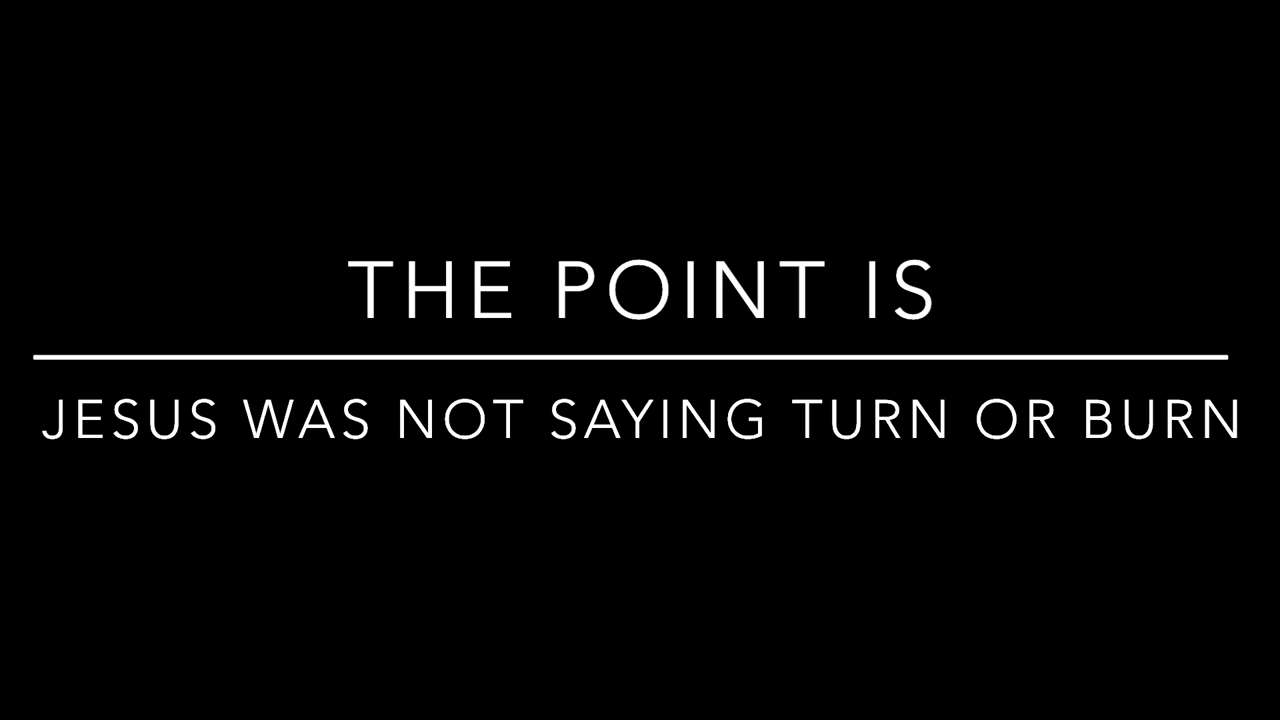 THE POINT IS
JESUS WAS NOT SAYING TURN OR BURN